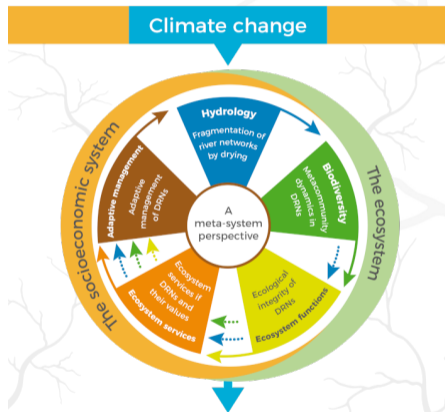 Climate change
The socioeconomic system
The ecosystem
Hydrology
Fragmentation of
river networks
by drying
Biodiversity
Metacommunity
dynamics in
DRNs
Ecological
integrity of
DRNs
Ecosystem functions
Ecosystem
services if
DRNs and
their values
Ecosystem services
Adaptive management
Adaptive
management
of DRNs
A
meta-system
perspective